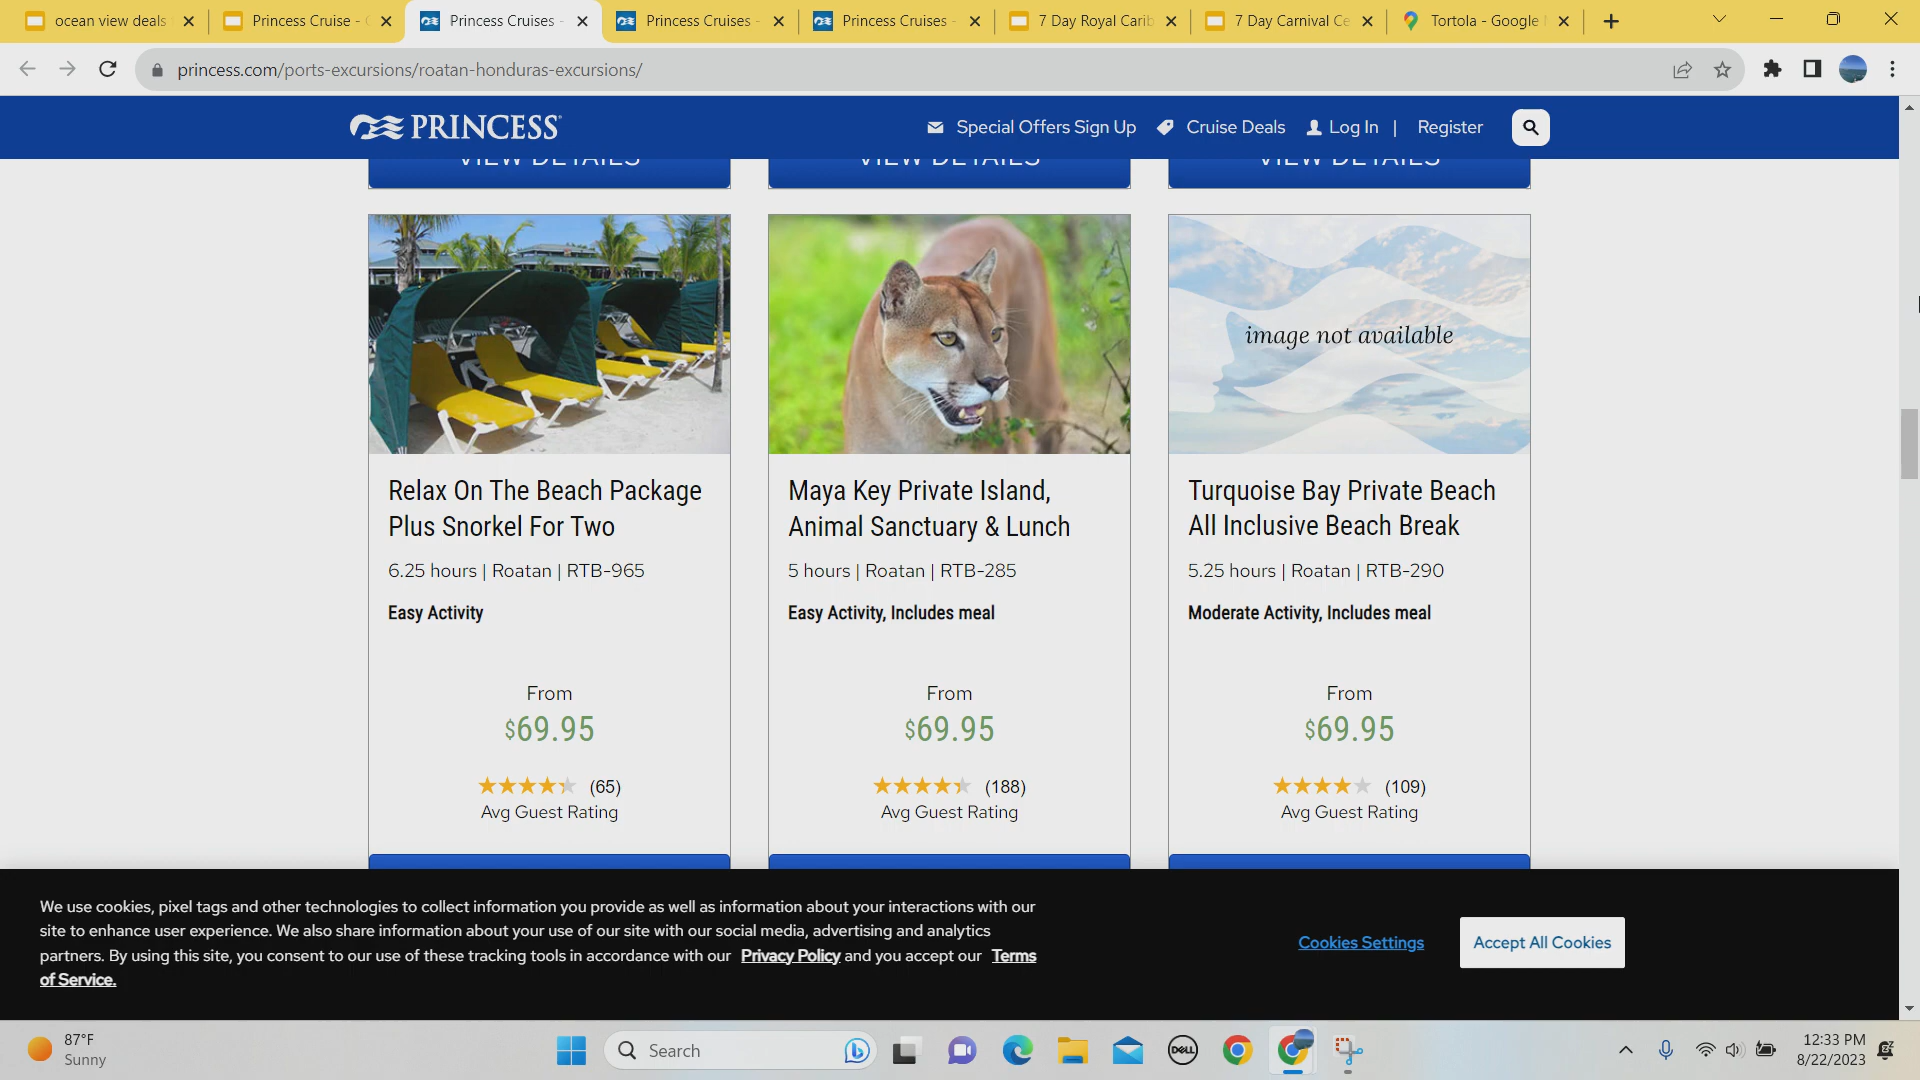 ocean view deals
Princess Cruise -
Princess Cruises -
Princess Cruises -
Princess Cruises -
7 Day Royal Carib
7 Day Carnival Ce
Tortola - Google
princess.com/ports-excursions/roatan-honduras-excursions/
PRINCESS
Special Offers Sign Up
Cruise Deals
Log In | Register
VIEW DETAILS
VIEW DETAILS
VIEW DETAILS
image not available
Relax On The Beach Package
Plus Snorkel For Two
6.25 hours | Roatan | RTB-965
Easy Activity
From
$69.95
(65)
Avg Guest Rating
Maya Key Private Island,
Animal Sanctuary & Lunch
5 hours | Roatan | RTB-285
Easy Activity, Includes meal
From
$69.95
(188)
Avg Guest Rating
Turquoise Bay Private Beach
All Inclusive Beach Break
5.25 hours | Roatan | RTB-290
Moderate Activity, Includes meal
From
$69.95
(109)
Avg Guest Rating
We use cookies, pixel tags and other technologies to collect information you provide as well as information about your interactions with our
site to enhance user experience. We also share information about your use of our site with our social media, advertising and analytics
partners. By using this site, you consent to our use of these tracking tools in accordance with our Privacy Policy and you accept our Terms
of Service.
Cookies Settings
Accept All Cookies
87°F
Sunny
Search
DELL
12:33 PM
8/22/2023